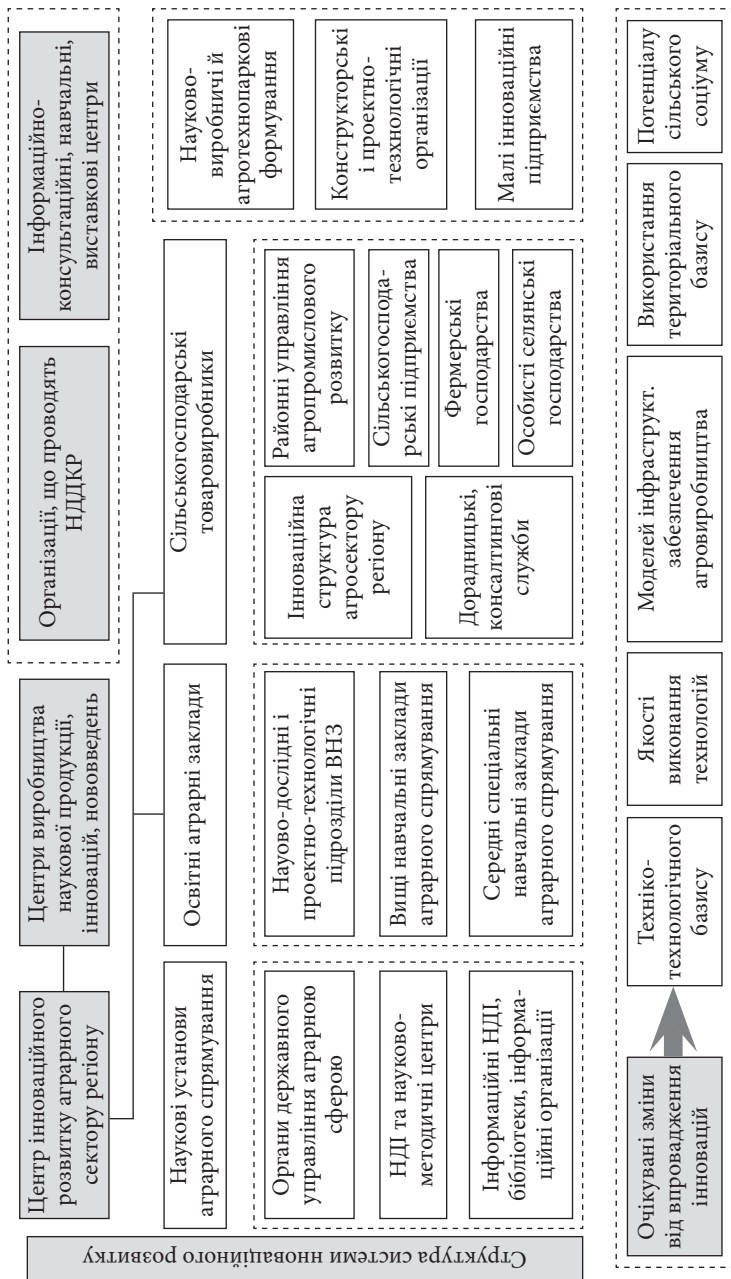 Структура системи нноваційного розвитку
Центр інноваційного
розвитку аграрного
сектору регіону
Центри виробництва
наукової продукції,
інновацій, нововведень
Організації, що проводять
НДДКР
Інформаційно-
консультаційні, навчальні,
виставкові центри
Наукові установи
аграрного спрямування
Освітні аграрні заклади
Сільськогосподарські
товаровиробники
Органи державного
управління аграрною
сферою
НДІ та науково-
методичні центри
Інформаційні НДІ,
бібліотеки, інформа-
ційні організації
Науово-дослідні і
проектно-технологічні
підрозділи ВНЗ
Вищі навчальні заклади
аграрного спрямування
Середні спеціальні
навчальні заклади
аграрного спрямування
Інноваційна
структура
агросектору
регіону
Дорадницькі,
консалтингові
служби
Районні управління
агропромислового
розвитку
Сільськогоспода-
рські підприємства
Фермерські
господарства
Особисті селянські
господарства
Науково-
виробничі й
агротехнопаркові
формування
Конструкторські
і проектно-
тезхнологічні
організації
Малі інноваційні
підприємства
Очікувані зміни
від впровадження
інновацій
Техніко-
технологічного
базису
Якості
виконання
технологій
Моделей інфраструкт.
забезпечення
агровиробництва
Використання
територіального
базису
Потенціалу
сільського
соціуму